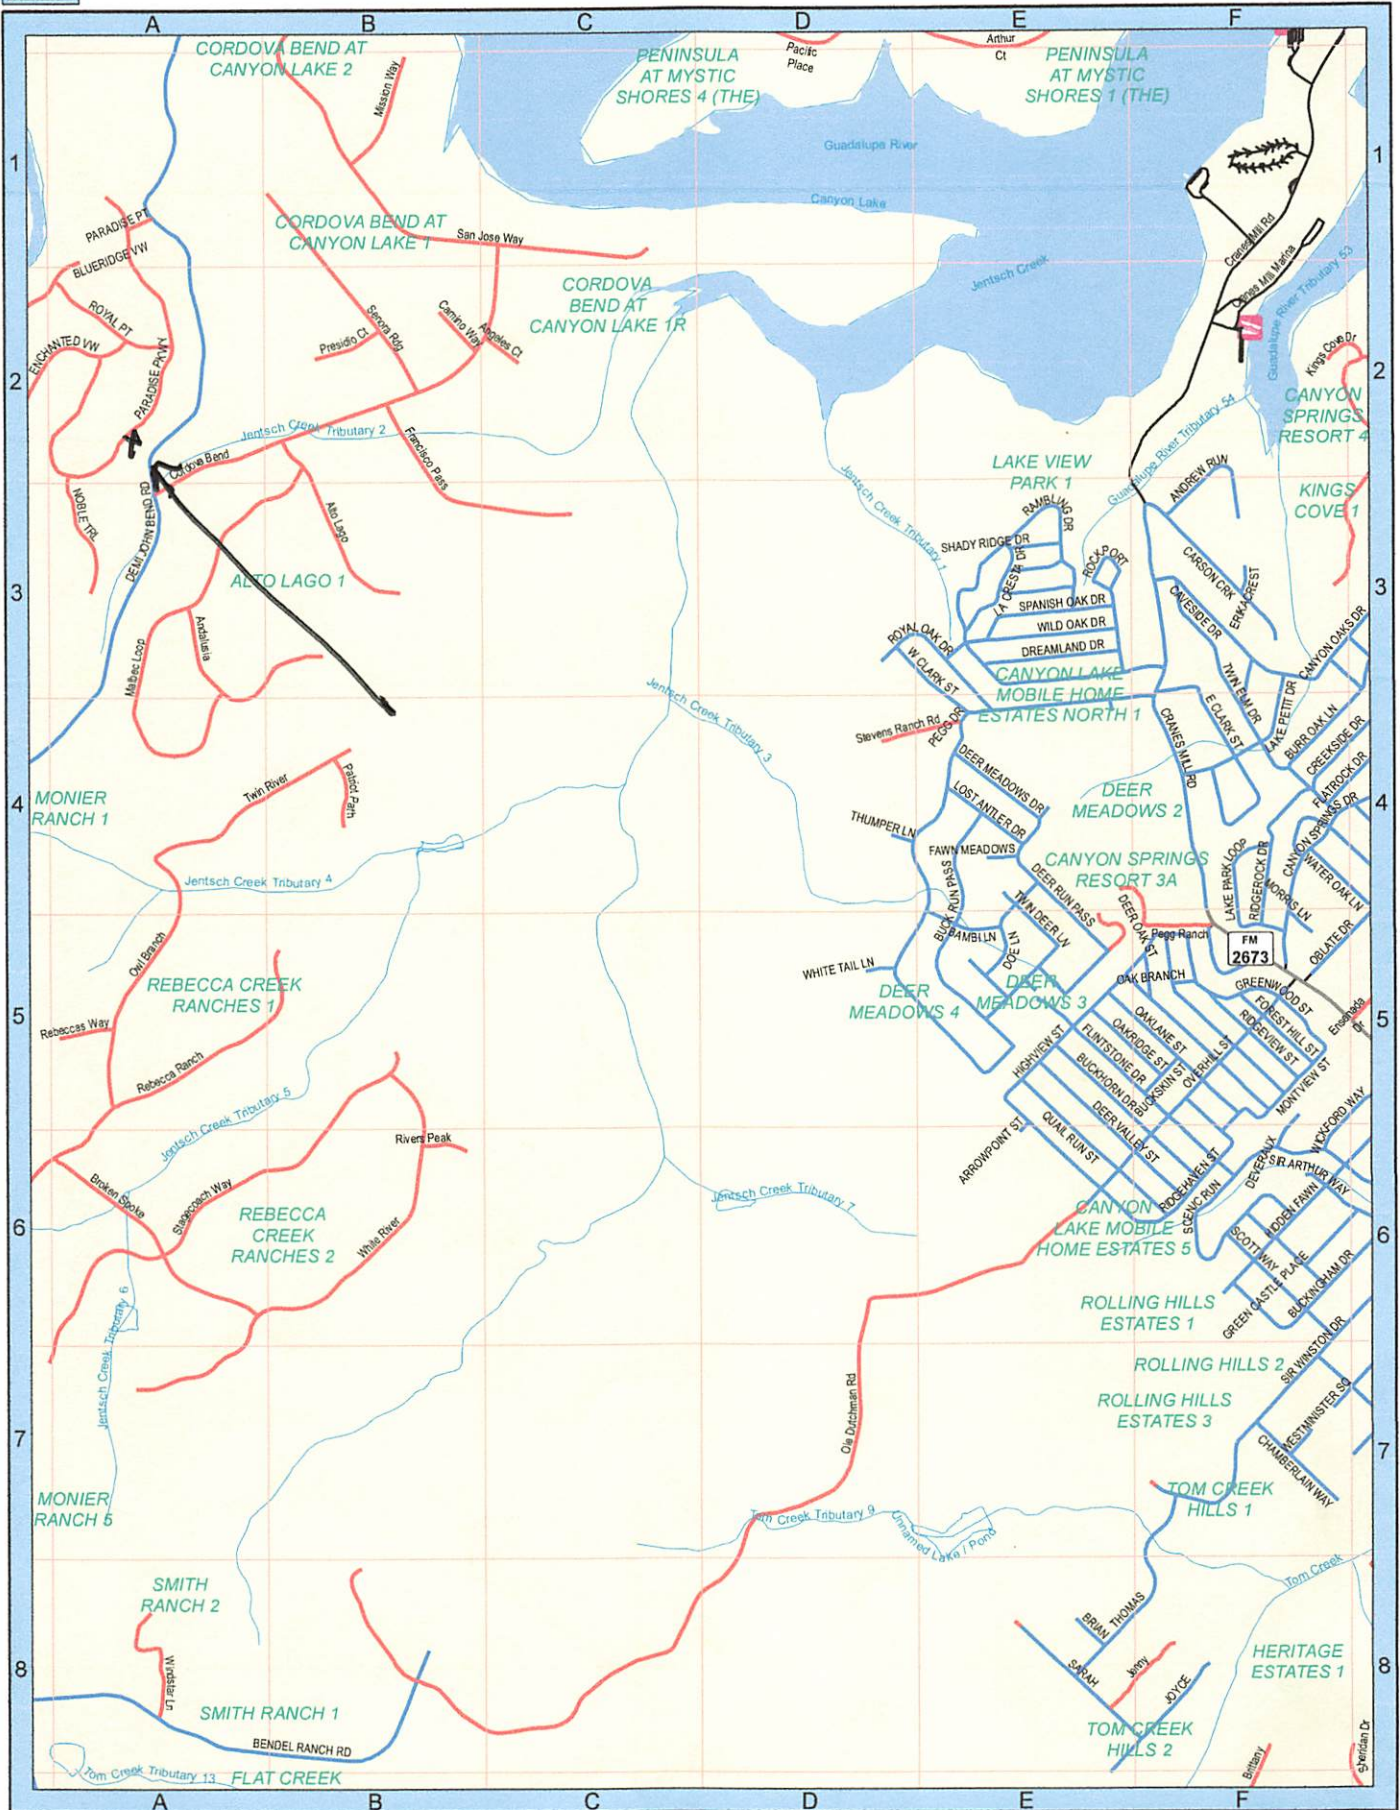 A B C D E F
CORDOVA BEND AT
CANYON LAKE 2
Mission Way
PENINSULA
AT MYSTIC
SHORES 4 (THE)
Pacific
Place
Arthur
Ct
PENINSULA
AT MYSTIC
SHORES 1 (THE)
1
Guadalupe River
1
Canyon Lake
PARADISE PT
BLUERIDGE VW
CORDOVA BEND AT
CANYON LAKE 1
San Jose Way
Jentsch Creek
Cranes Mill Rd
Cranes Mill Marina
Guadalupe River Tributary 53
ROYAL PT
ENCHANTED VW
PARADISE PKWY
CORDOVA
BEND AT
CANYON LAKE 1R
Presidio Ct
Senora Rdg
Camino Way
Angeles Ct
2
Kings Cove Dr
2
CANYON
SPRINGS
RESORT 4
Jentsch Creek Tributary 2
Cordova Bend
Francisco Pass
Guadalupe River Tributary 54
LAKE VIEW
PARK 1
Jentsch Creek Tributary 1
ANDREW RUN
KINGS
COVE 1
NOBLE TRL
DEMI JOHN BEND RD
Alto Lago
RAMBLING DR
SHADY RIDGE DR
LA CRESTA DR
ROCKPORT
CARSON CRK
ERIKACREST
CAVESIDE DR
3
ALTO LAGO 1
3
SPANISH OAK DR
WILD OAK DR
DREAMLAND DR
Malbec Loop
Andalusia
ROYAL OAK DR
W CLARK ST
CANYON OAKS DR
CANYON LAKE
MOBILE HOME
ESTATES NORTH 1
TWIN ELM DR
E CLARK ST
LAKE PETIT DR
BURR OAK LN
CREEKSIDE DR
FLATROCK DR
Jentsch Creek Tributary 3
Stevens Ranch Rd
PEGG DR
CRANES MILL RD
DEER MEADOWS DR
LOST ANTLER DR
4
MONIER
RANCH 1
Twin River
Patriot Path
THUMPER LN
DEER
MEADOWS 2
4
FAWN MEADOWS
CANYON SPRINGS
RESORT 3A
CANYON SPRINGS DR
Jentsch Creek Tributary 4
BUCK RUN PASS
DEER RUN PASS
TWIN DEER LN
DEER OAK ST
LAKE PARK LOOP
RIDGEROCK DR
MORRIS LN
WATER OAK LN
OBLATE DR
Owl Branch
BAMBI LN
DOE LN
Pegg Ranch
FM
2673
WHITE TAIL LN
OAK BRANCH
GREENWOOD ST
REBECCA CREEK
RANCHES 1
DEER
MEADOWS 4
DEER
MEADOWS 3
5
Rebeccas Way
Rebecca Ranch
5
HIGHVIEW ST
OAKLANE ST
OAKRIDGE ST
FLINTSTONE DR
BUCKHORN DR
BUCKSKIN ST
OVERHILL ST
FOREST HILL ST
RIDGEVIEW ST
MONTVIEW ST
Ensenada
Dr
Jentsch Creek Tributary 5
Rivers Peak
ARROWPOINT ST
QUAIL RUN ST
DEER VALLEY ST
RIDGEHAVEN ST
SCENIC RUN
DEVERAUX
WICKFORD WAY
SIR ARTHUR WAY
Broken Spoke
Stagecoach Way
Jentsch Creek Tributary 7
6
REBECCA
CREEK
RANCHES 2
White River
CANYON
LAKE MOBILE
HOME ESTATES 5
6
SCOTT WAY
HIDDEN FAWN
GREEN CASTLE PLACE
BUCKINGHAM DR
Jentsch Creek Tributary 6
ROLLING HILLS
ESTATES 1
SIR WINSTON DR
ROLLING HILLS 2
ROLLING HILLS
ESTATES 3
WESTMINISTER SQ
CHAMBERLAIN WAY
7
Ole Dutchman Rd
7
MONIER
RANCH 5
TOM CREEK
HILLS 1
Tom Creek Tributary 9
Unnamed Lake / Pond
Tom Creek
SMITH
RANCH 2
BRIAN
THOMAS
8
Windstar Ln
SARAH
Jenny
JOYCE
HERITAGE
ESTATES 1
8
SMITH RANCH 1
BENDEL RANCH RD
TOM CREEK
HILLS 2
Brittany
Sheridan Dr
Tom Creek Tributary 13
FLAT CREEK
A B C D E F